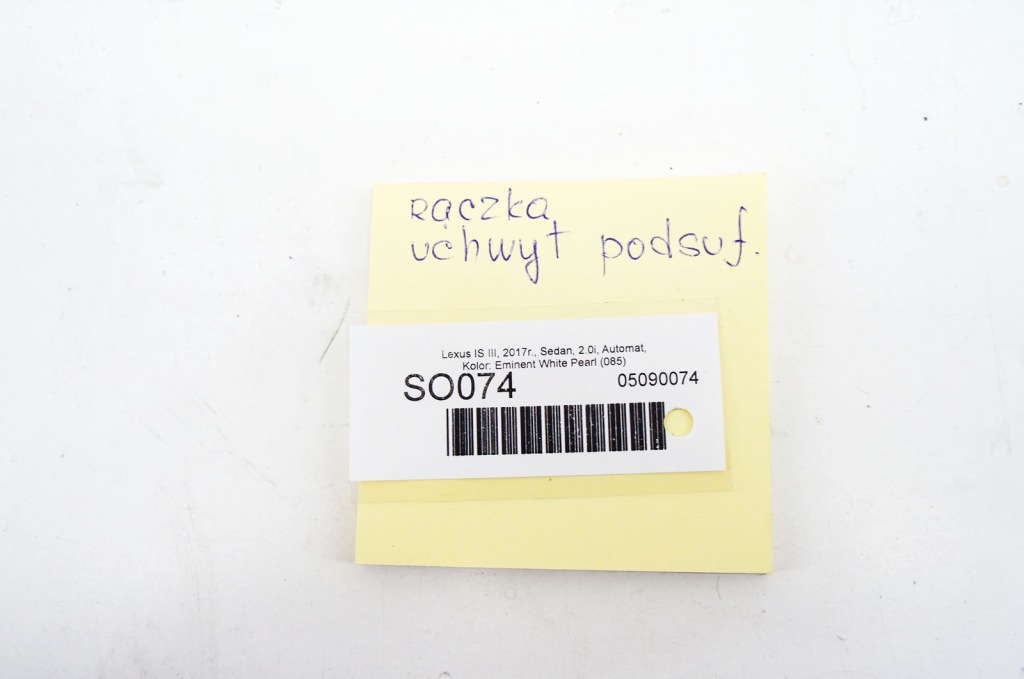 Rączka
uchwyt podsuf.
Lexus IS III, 2017r., Sedan, 2.0i, Automat,
Kolor: Eminent White Pearl (085)
SO074 05090074